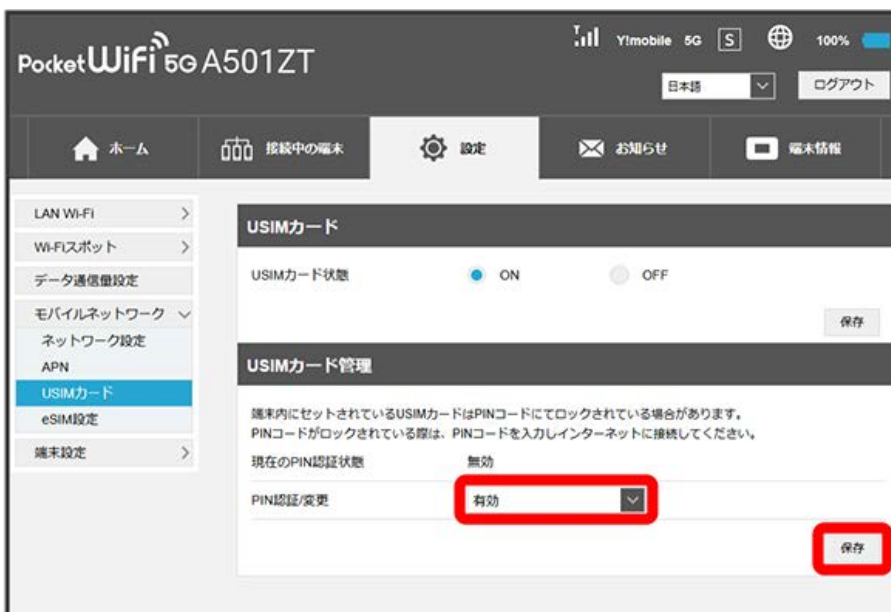 Pocket WiFi 5G A501ZT
Y!mobile 5G S 100%
日本語
ログアウト
ホーム
接続中の端末
設定
お知らせ
端末情報
LAN Wi-Fi
Wi-Fiスポット
データ通信量設定
モバイルネットワーク
ネットワーク設定
APN
USIMカード
eSIM設定
端末設定
USIMカード
USIMカード状態 ON OFF
保存
USIMカード管理
端末内にセットされているUSIMカードはPINコードにてロックされている場合があります。
PINコードがロックされている際は、PINコードを入力しインターネットに接続してください。
現在のPIN認証状態 無効
PIN認証/変更 有効
保存